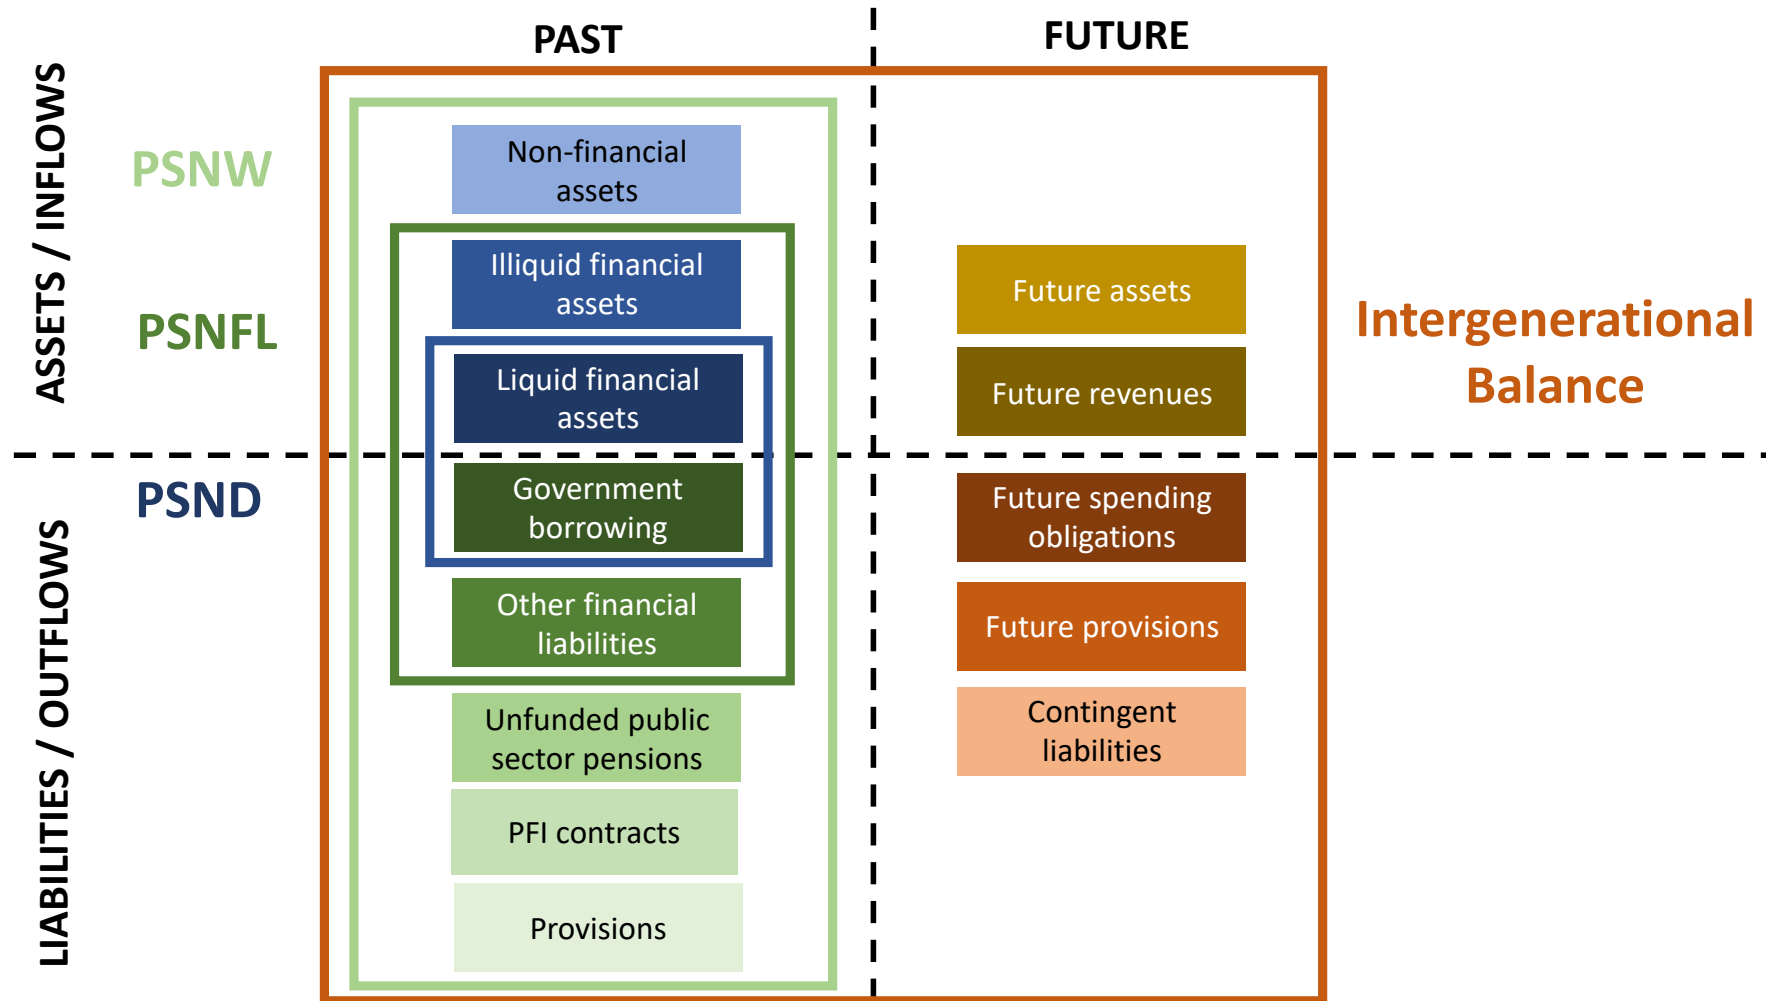 PAST
FUTURE
ASSETS / INFLOWS
PSNW
Non-financial
assets
Illiquid financial
assets
Future assets
PSNFL
Intergenerational
Balance
Liquid financial
assets
Future revenues
PSND
Government
borrowing
Future spending
obligations
LIABILITIES / OUTFLOWS
Other financial
liabilities
Future provisions
Unfunded public
sector pensions
Contingent
liabilities
PFI contracts
Provisions